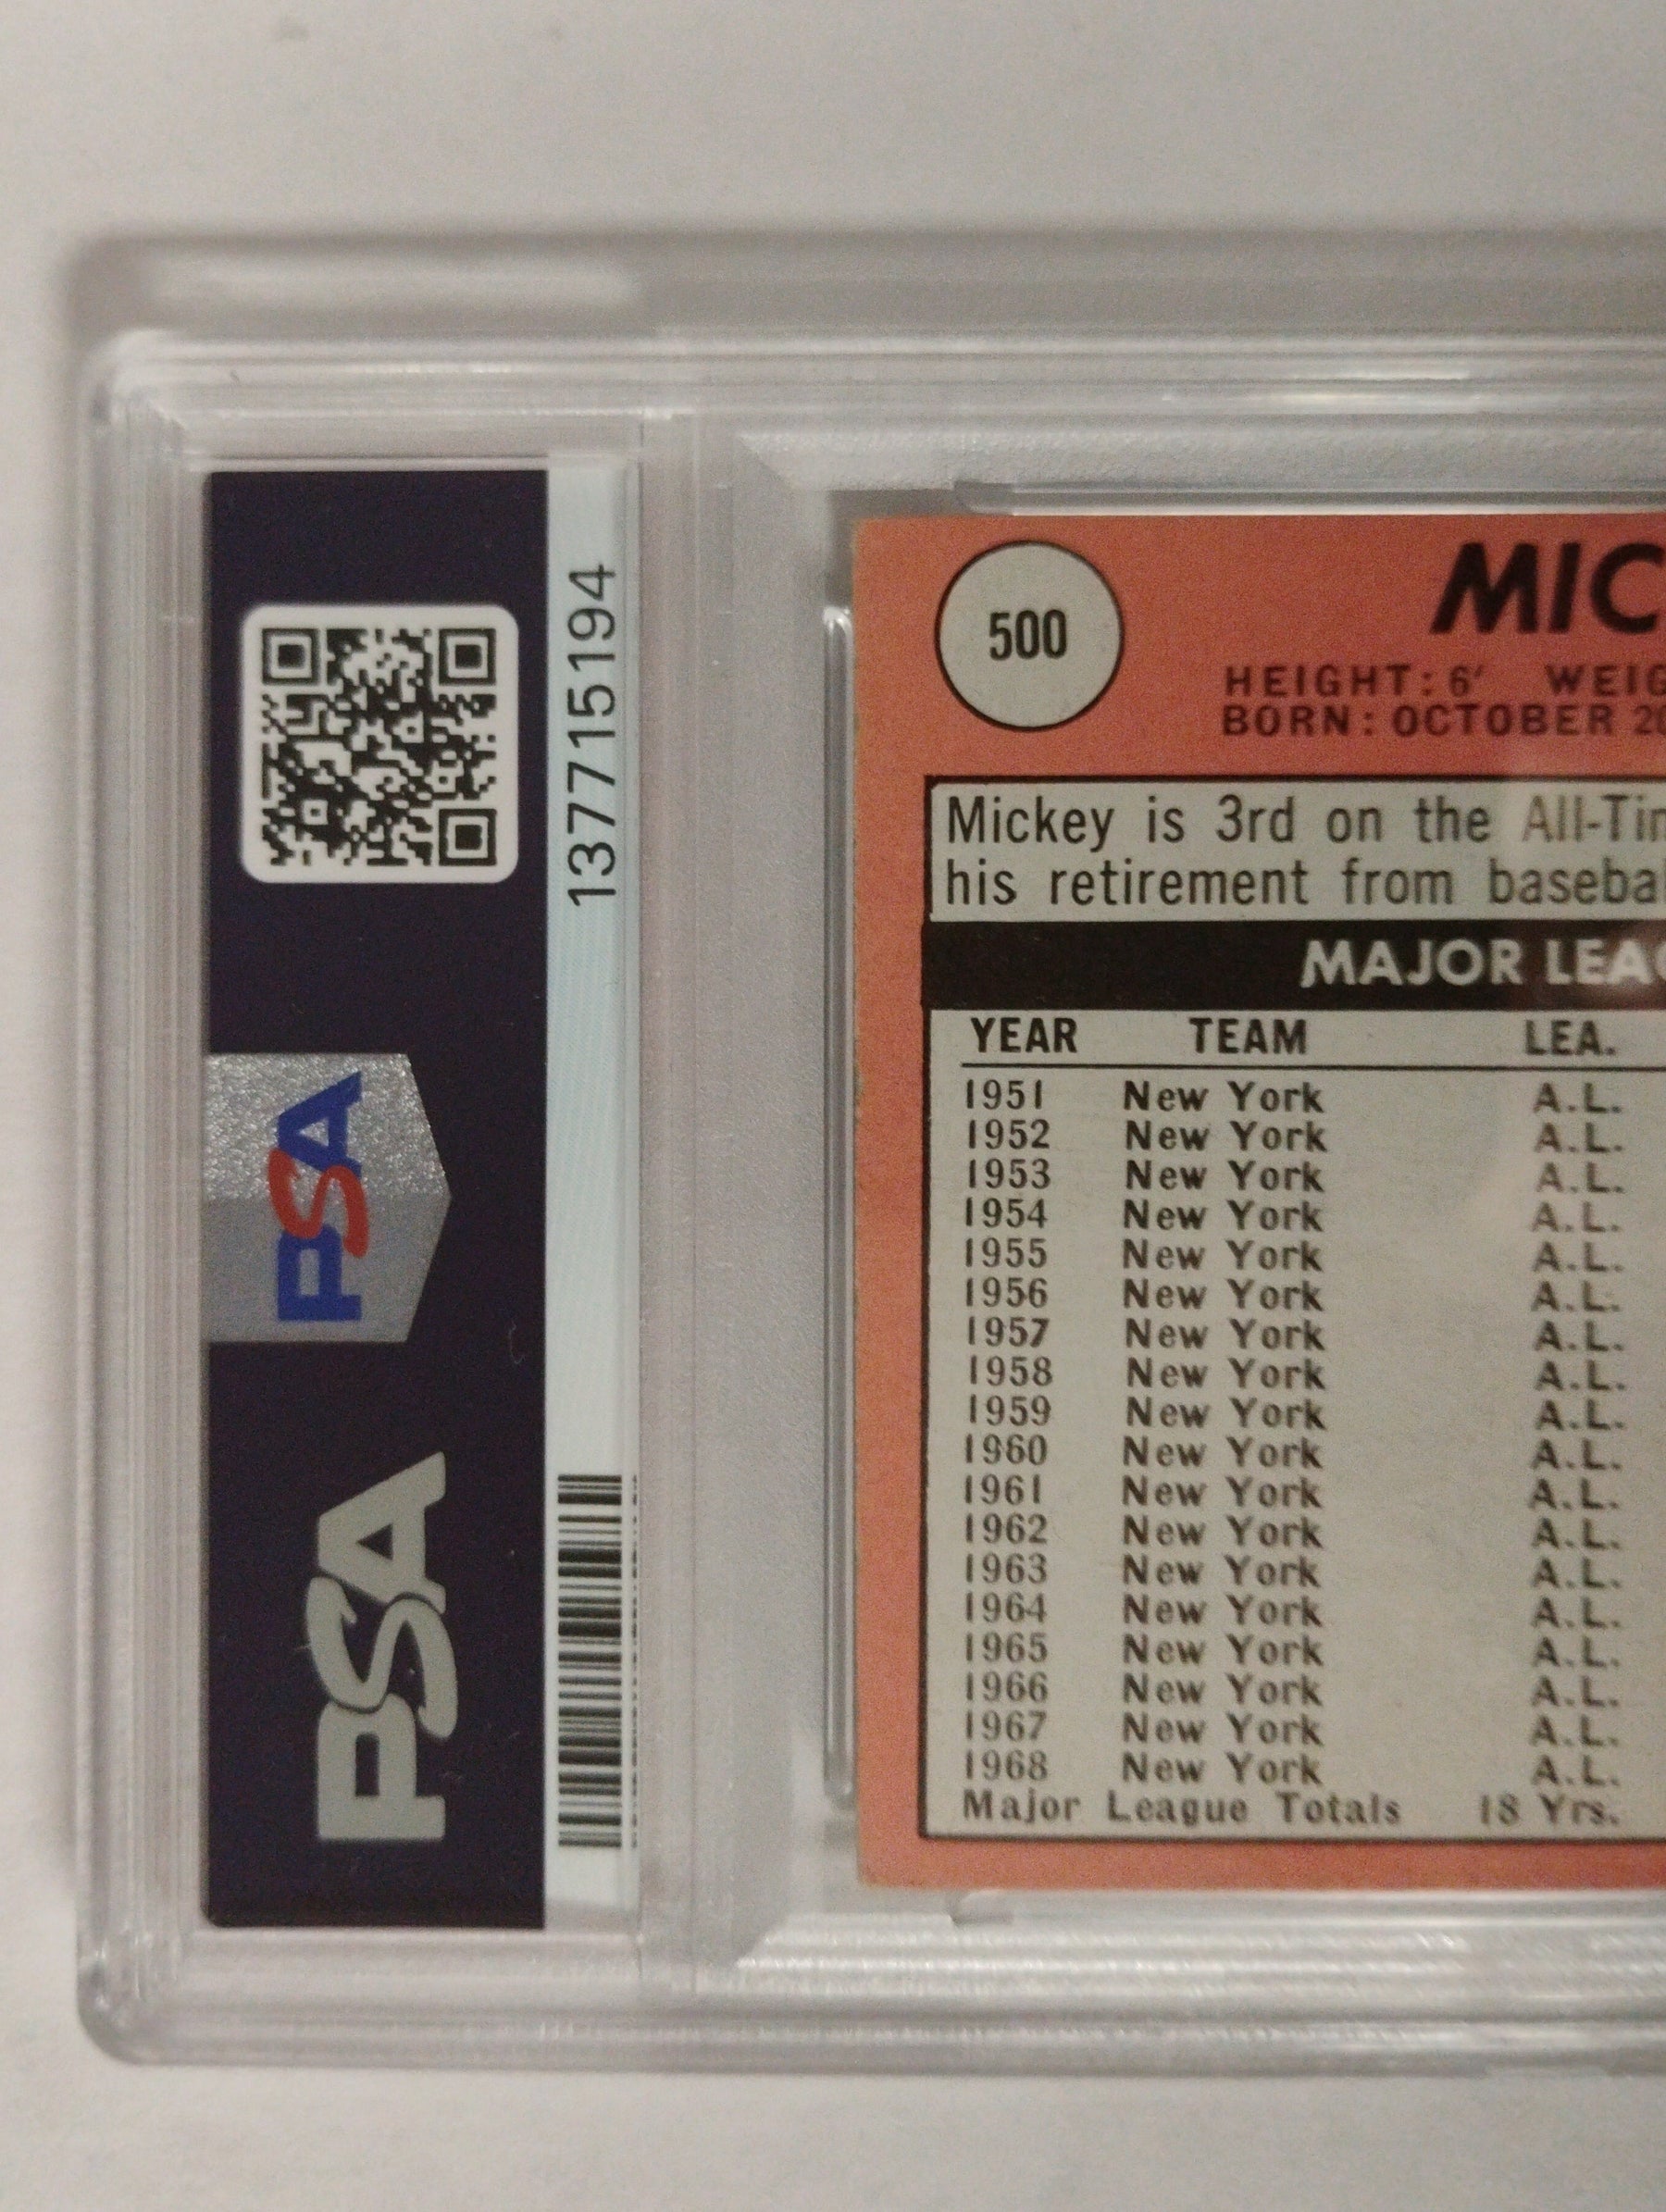 137715194
PSA
PSA
500
MIC
HEIGHT: 6' WEIG
BORN: OCTOBER 20
Mickey is 3rd on the All-Tim
his retirement from basebal
MAJOR LEAG
YEAR TEAM LEA.
1951 New York A.L.
1952 New York A.L.
1953 New York A.L.
1954 New York A.L.
1955 New York A.L.
1956 New York A.L.
1957 New York A.L.
1958 New York A.L.
1959 New York A.L.
1960 New York A.L.
1961 New York A.L.
1962 New York A.L.
1963 New York A.L.
1964 New York A.L.
1965 New York A.L.
1966 New York A.L.
1967 New York A.L.
1968 New York A.L.
Major League Totals 18 Yrs.